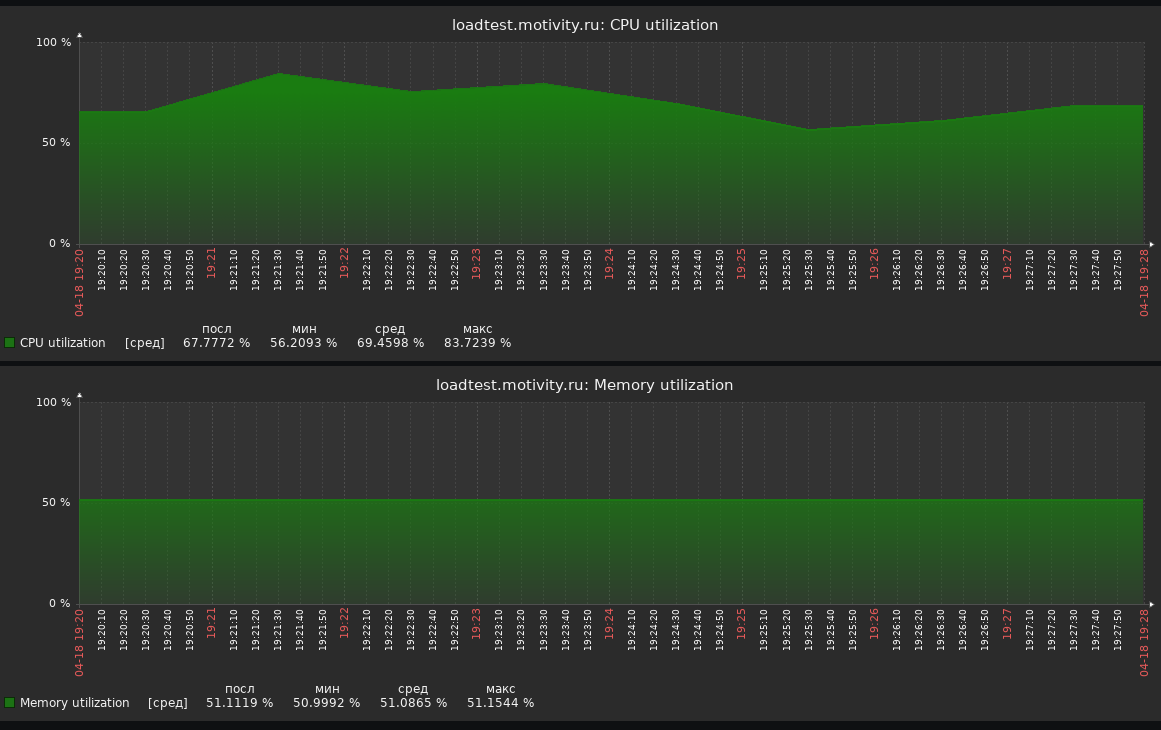 loadtest.motivity.ru: CPU utilization
100 %
50 %
0 %
04-18 19:20 19:20:10 19:20:20 19:20:30 19:20:40 19:20:50 19:21 19:21:10 19:21:20 19:21:30 19:21:40 19:21:50 19:22 19:22:10 19:22:20 19:22:30 19:22:40 19:22:50 19:23 19:23:10 19:23:20 19:23:30 19:23:40 19:23:50 19:24 19:24:10 19:24:20 19:24:30 19:24:40 19:24:50 19:25 19:25:10 19:25:20 19:25:30 19:25:40 19:25:50 19:26 19:26:10 19:26:20 19:26:30 19:26:40 19:26:50 19:27 19:27:10 19:27:20 19:27:30 19:27:40 19:27:50 04-18 19:28
посл мин сред макс
CPU utilization [сред] 67.7772 % 56.2093 % 69.4598 % 83.7239 %
loadtest.motivity.ru: Memory utilization
100 %
50 %
0 %
04-18 19:20 19:20:10 19:20:20 19:20:30 19:20:40 19:20:50 19:21 19:21:10 19:21:20 19:21:30 19:21:40 19:21:50 19:22 19:22:10 19:22:20 19:22:30 19:22:40 19:22:50 19:23 19:23:10 19:23:20 19:23:30 19:23:40 19:23:50 19:24 19:24:10 19:24:20 19:24:30 19:24:40 19:24:50 19:25 19:25:10 19:25:20 19:25:30 19:25:40 19:25:50 19:26 19:26:10 19:26:20 19:26:30 19:26:40 19:26:50 19:27 19:27:10 19:27:20 19:27:30 19:27:40 19:27:50 04-18 19:28
посл мин сред макс
Memory utilization [сред] 51.1119 % 50.9992 % 51.0865 % 51.1544 %